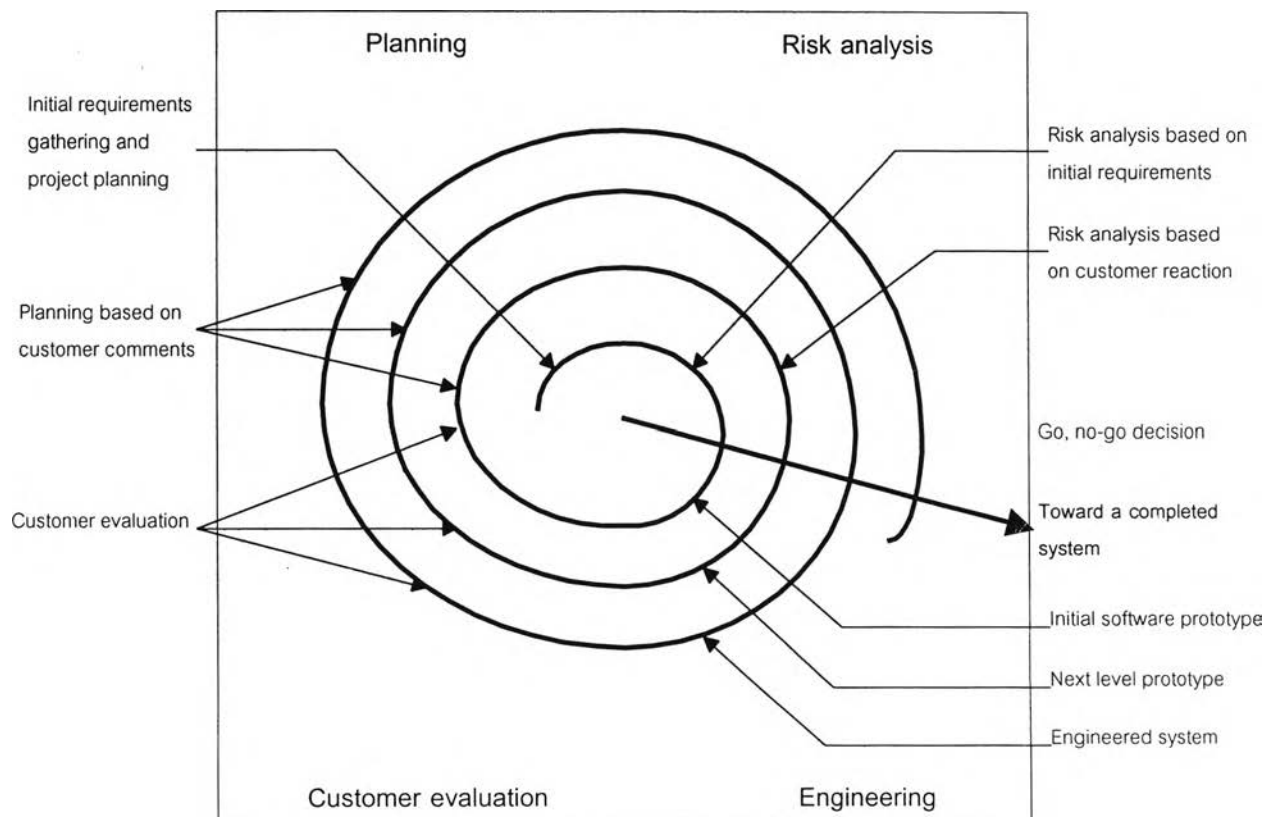 Planning
Risk analysis
Initial requirements
gathering and
project planning
Risk analysis based on
initial requirements
Risk analysis based
on customer reaction
Planning based on
customer comments
Go, no-go decision
Customer evaluation
Toward a completed
system
Initial software prototype
Next level prototype
Engineered system
Customer evaluation
Engineering